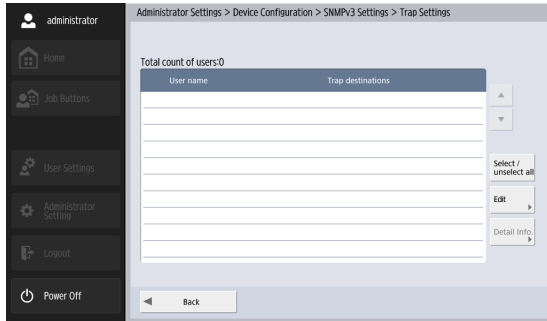 administrator
Administrator Settings > Device Configuration > SNMPv3 Settings > Trap Settings
Home
Job Buttons
User Settings
Administrator
Setting
Logout
Power Off
Total count of users:0
User name Trap destinations
Select /
unselect all
Edit
Detail Info.
Back